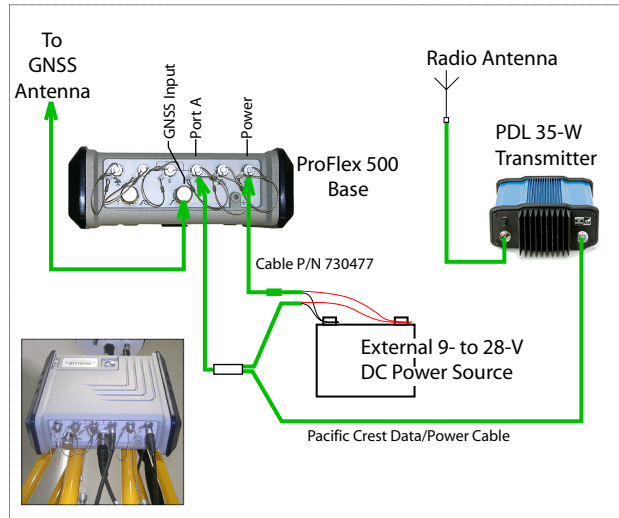 To
GNSS
Antenna
GNSS Input
Port A
Power
ProFlex 500
Base
Radio Antenna
PDL 35-W
Transmitter
Cable P/N 730477
External 9- to 28-V
DC Power Source
Pacific Crest Data/Power Cable